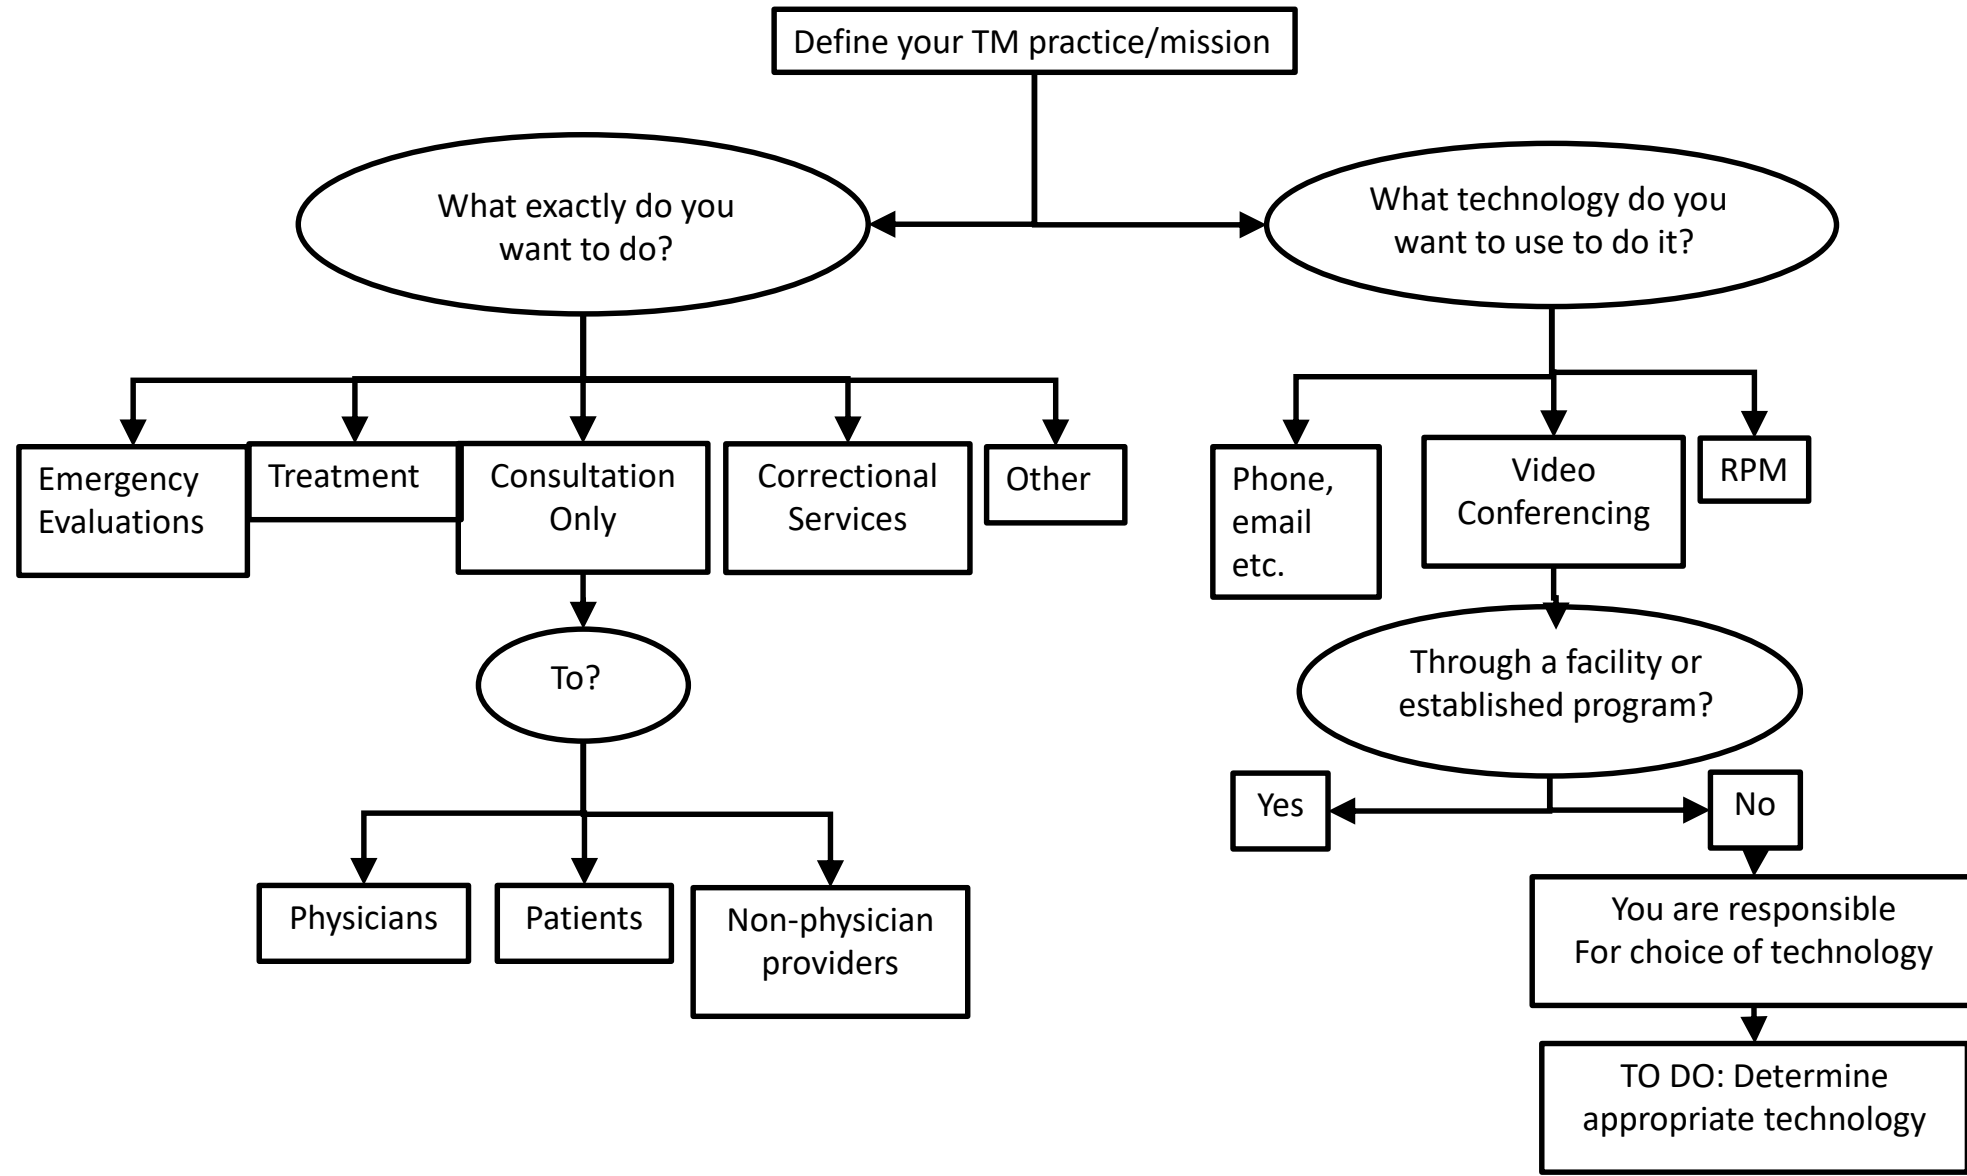 Define your TM practice/mission
What exactly do you
want to do?
What technology do you
want to use to do it?
Emergency
Evaluations
Treatment
Consultation
Only
Correctional
Services
Other
Phone,
email
etc.
Video
Conferencing
RPM
To?
Through a facility or
established program?
Yes
No
Physicians
Patients
Non-physician
providers
You are responsible
For choice of technology
TO DO: Determine
appropriate technology